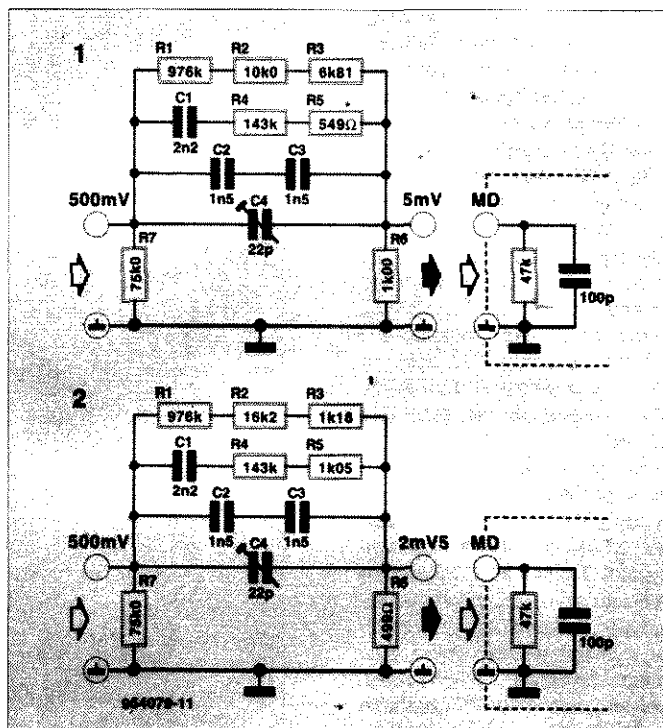 1
R1 R2 R3
976k 10k0 6k81
C1 R4 R5
143k 549Ω
2n2
C2 C3
1n5 1n5
500mV C4 5mV MD
R7 22p R6
75k0 1k00 47k
100p
2
R1 R2 R3
976k 16k2 1k18
C1 R4 R5
143k 1k05
2n2
C2 C3
1n5 1n5
500mV C4 2mV5 MD
R7 22p R6
75k0 499Ω 47k
100p
964079-11